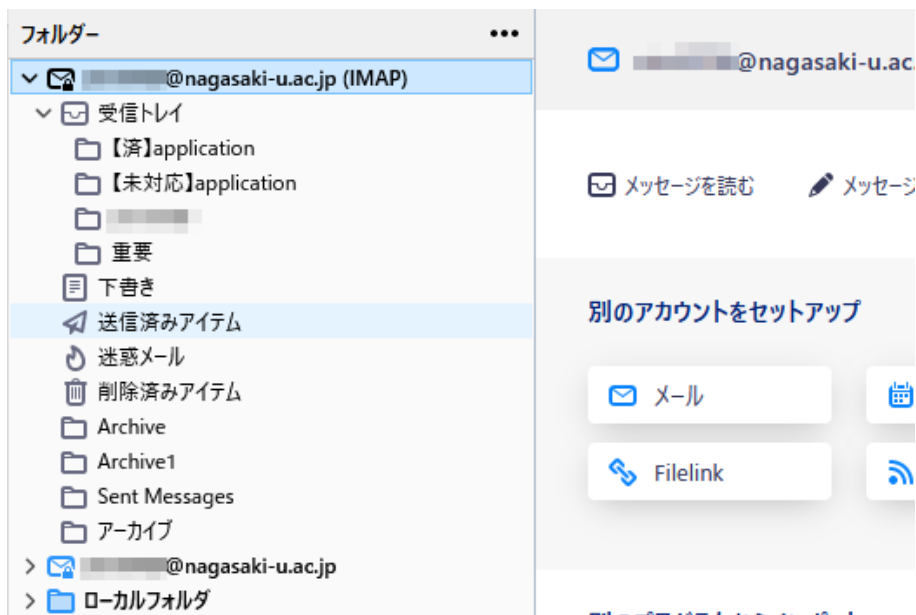 フォルダー
@nagasaki-u.ac.jp (IMAP)
受信トレイ
【済】application
【未対応】application
重要
下書き
送信済みアイテム
迷惑メール
削除済みアイテム
Archive
Archive1
Sent Messages
アーカイブ
@nagasaki-u.ac.jp
ローカルフォルダ
@nagasaki-u.ac.
メッセージを読む
メッセージ
別のアカウントをセットアップ
メール
Filelink